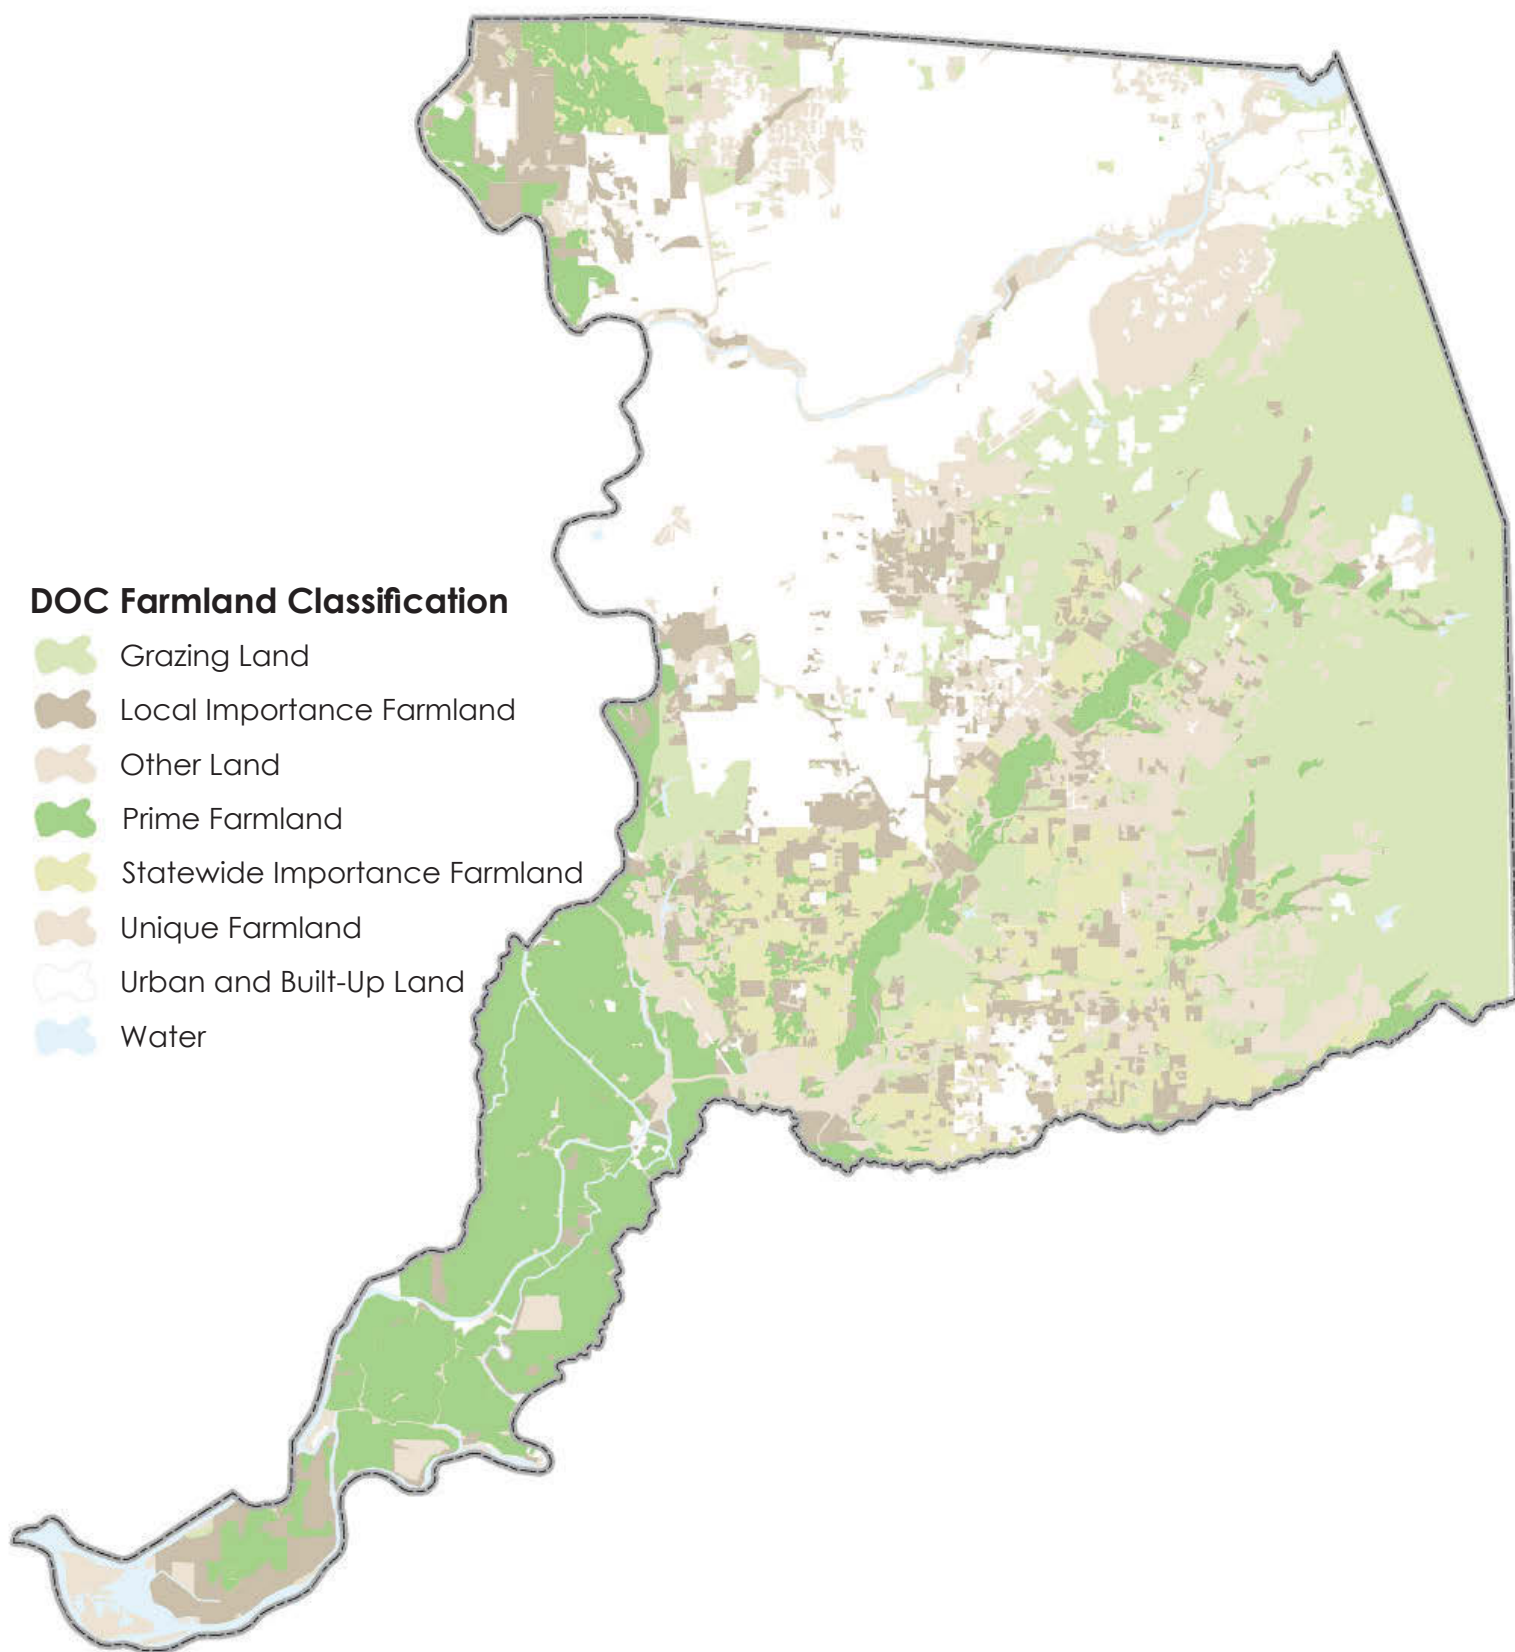 DOC Farmland Classification
Grazing Land
Local Importance Farmland
Other Land
Prime Farmland
Statewide Importance Farmland
Unique Farmland
Urban and Built-Up Land
Water